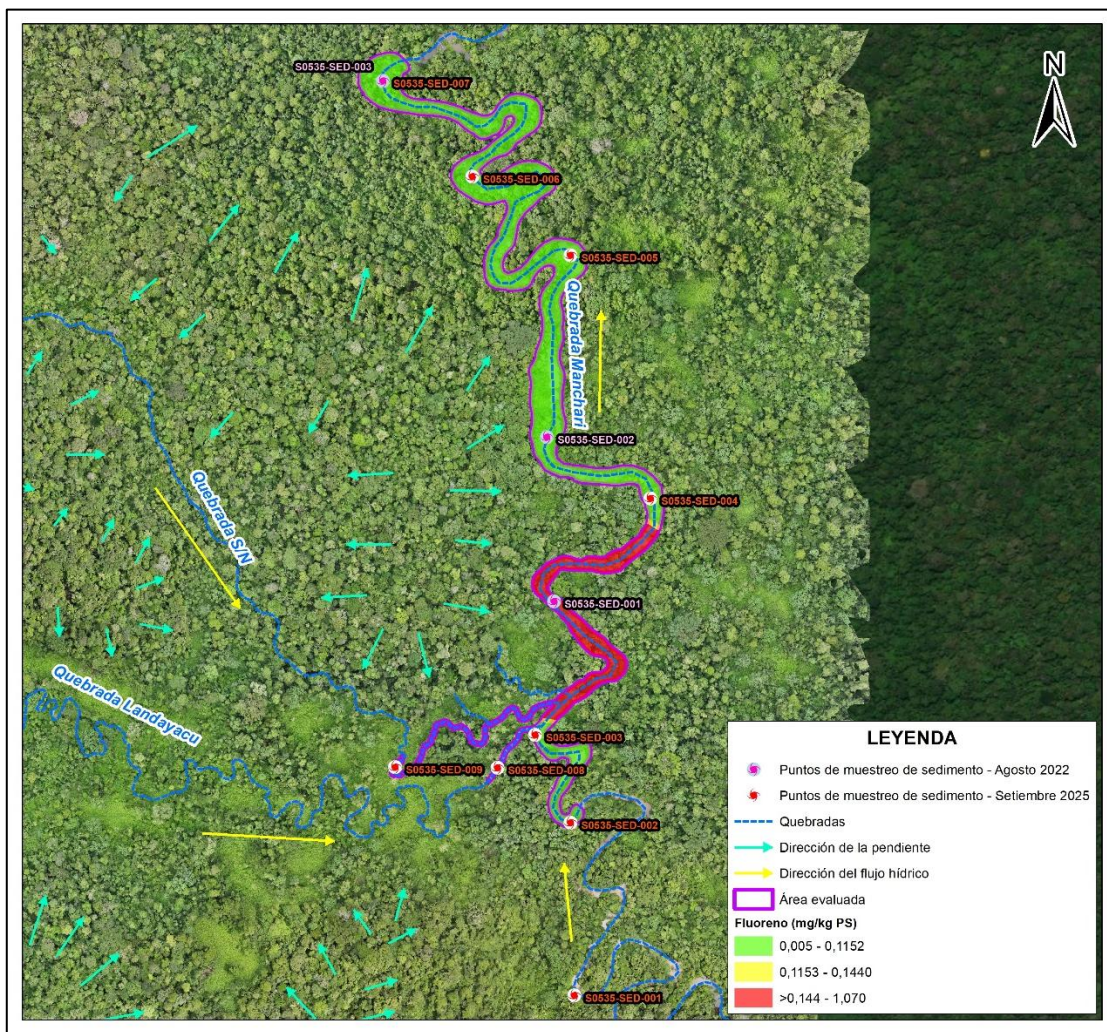 N
S0535-SED-003
S0535-SED-007
S0535-SED-006
S0535-SED-005
Quebrada Manchari
S0535-SED-002
S0535-SED-004
Quebrada S/N
S0535-SED-001
Quebrada Landayacu
S0535-SED-003
S0535-SED-009
S0535-SED-008
S0535-SED-002
S0535-SED-001
LEYENDA
Puntos de muestreo de sedimento - Agosto 2022
Puntos de muestreo de sedimento - Setiembre 2025
Quebradas
Dirección de la pendiente
Dirección del flujo hídrico
Área evaluada
Fluoreno (mg/kg PS)
0,005 - 0,1152
0,1153 - 0,1440
>0,144 - 1,070